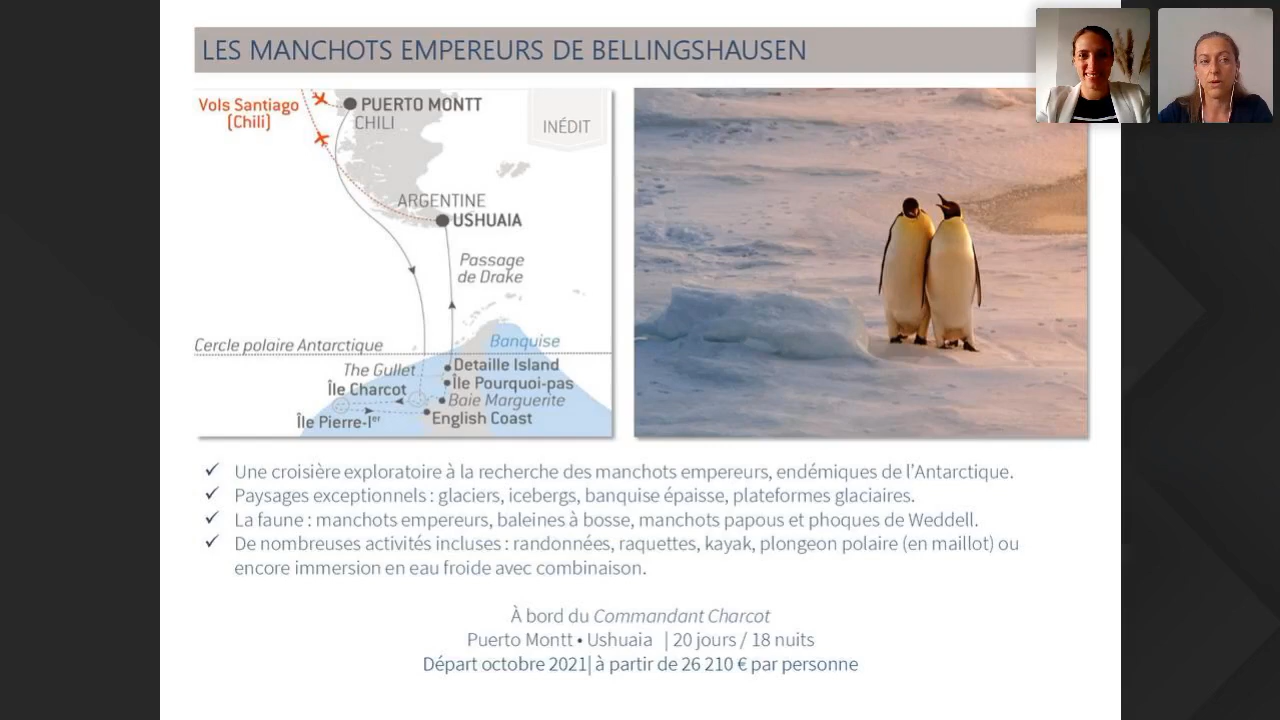 LES MANCHOTS EMPEREURS DE BELLINGSHAUSEN
Vols Santiago
(Chili)
PUERTO MONTT
CHILI
INÉDIT
ARGENTINE
USHUAIA
Passage
de Drake
Cercle polaire Antarctique
Banquise
The Gullet
Detaille Island
Île Charcot
Île Pourquoi-pas
Baie Marguerite
Île Pierre-Ier
English Coast
✓ Une croisière exploratoire à la recherche des manchots empereurs, endémiques de l'Antarctique.
✓ Paysages exceptionnels : glaciers, icebergs, banquise épaisse, plateformes glaciaires.
✓ La faune : manchots empereurs, baleines à bosse, manchots papous et phoques de Weddell.
✓ De nombreuses activités incluses : randonnées, raquettes, kayak, plongeon polaire (en maillot) ou
encore immersion en eau froide avec combinaison.
À bord du Commandant Charcot
Puerto Montt • Ushuaia | 20 jours / 18 nuits
Départ octobre 2021| à partir de 26 210 € par personne